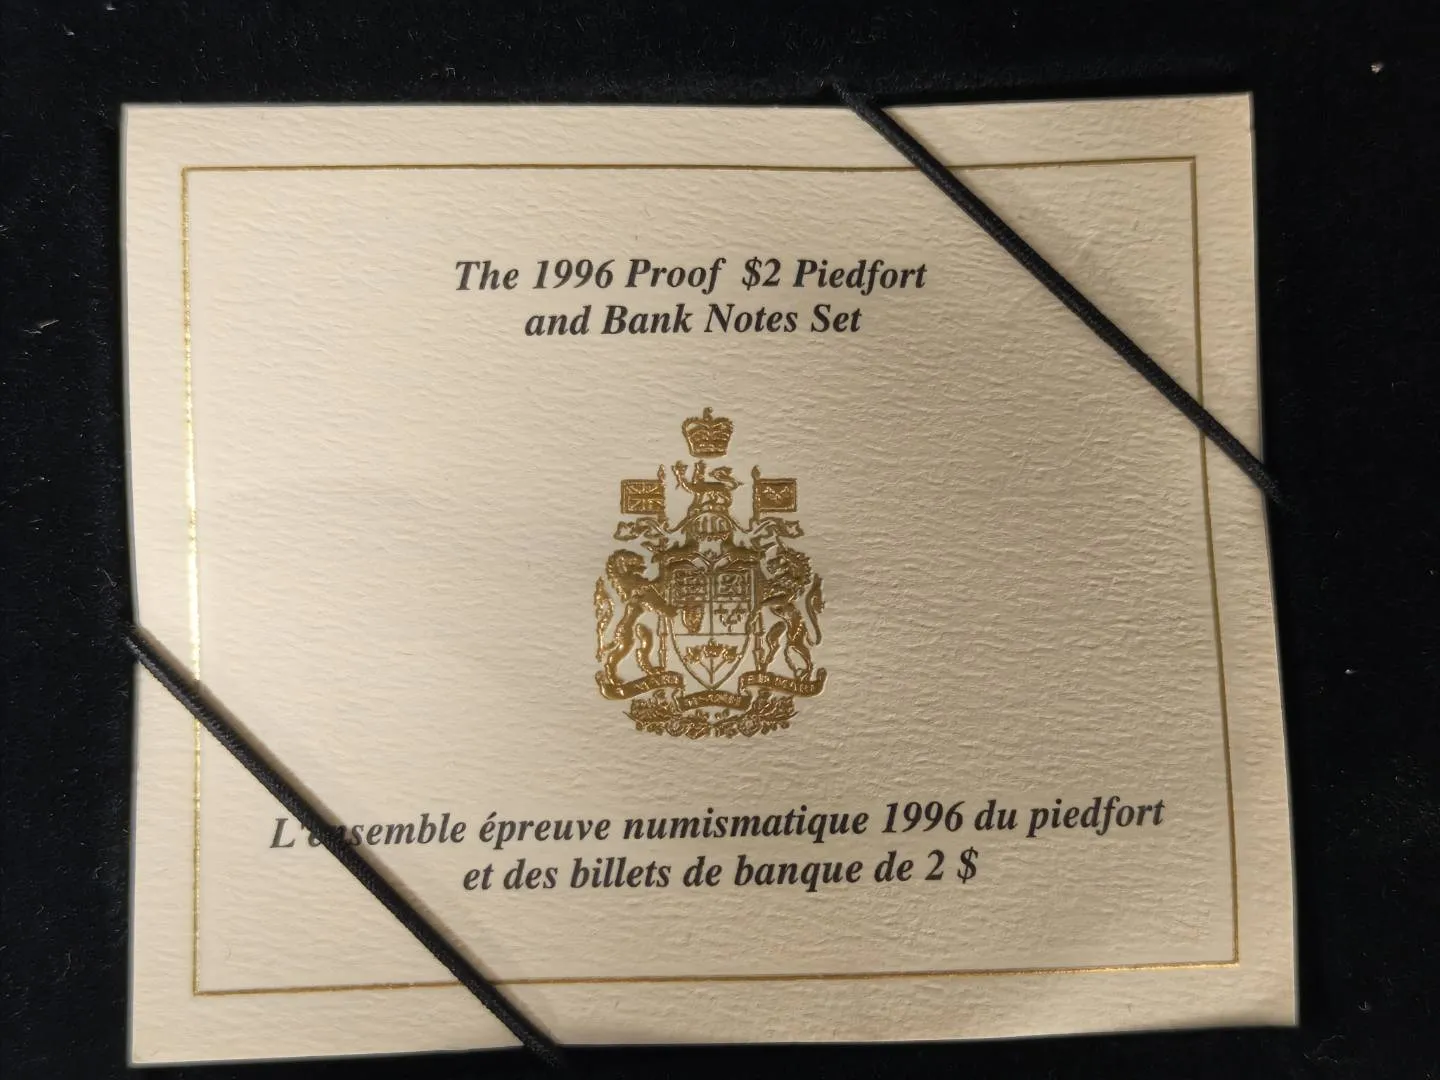 The 1996 Proof $2 Piedfort
and Bank Notes Set
L'ensemble épreuve numismatique 1996 du piedfort
et des billets de banque de 2 $